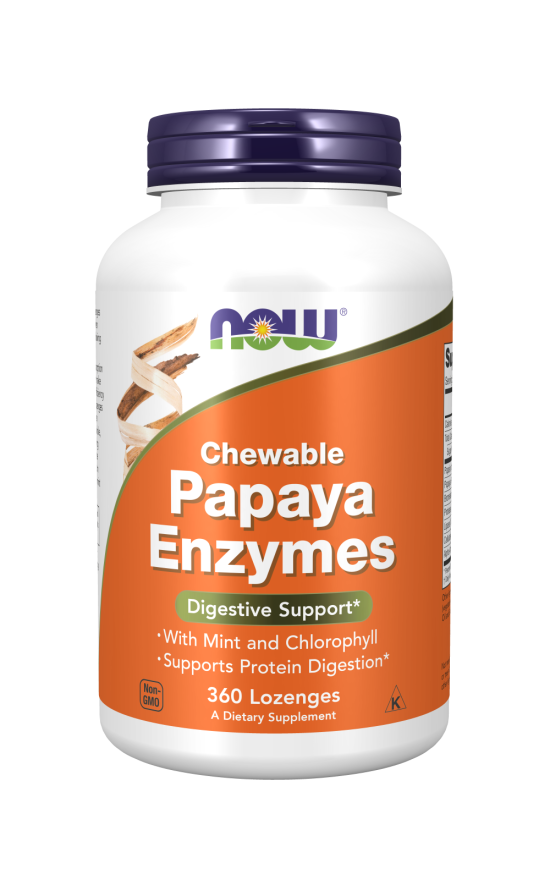 NOW®
Chewable
Papaya
Enzymes
Digestive Support*
• With Mint and Chlorophyll
• Supports Protein Digestion*
360 Lozenges
A Dietary Supplement
Non-
GMO
K